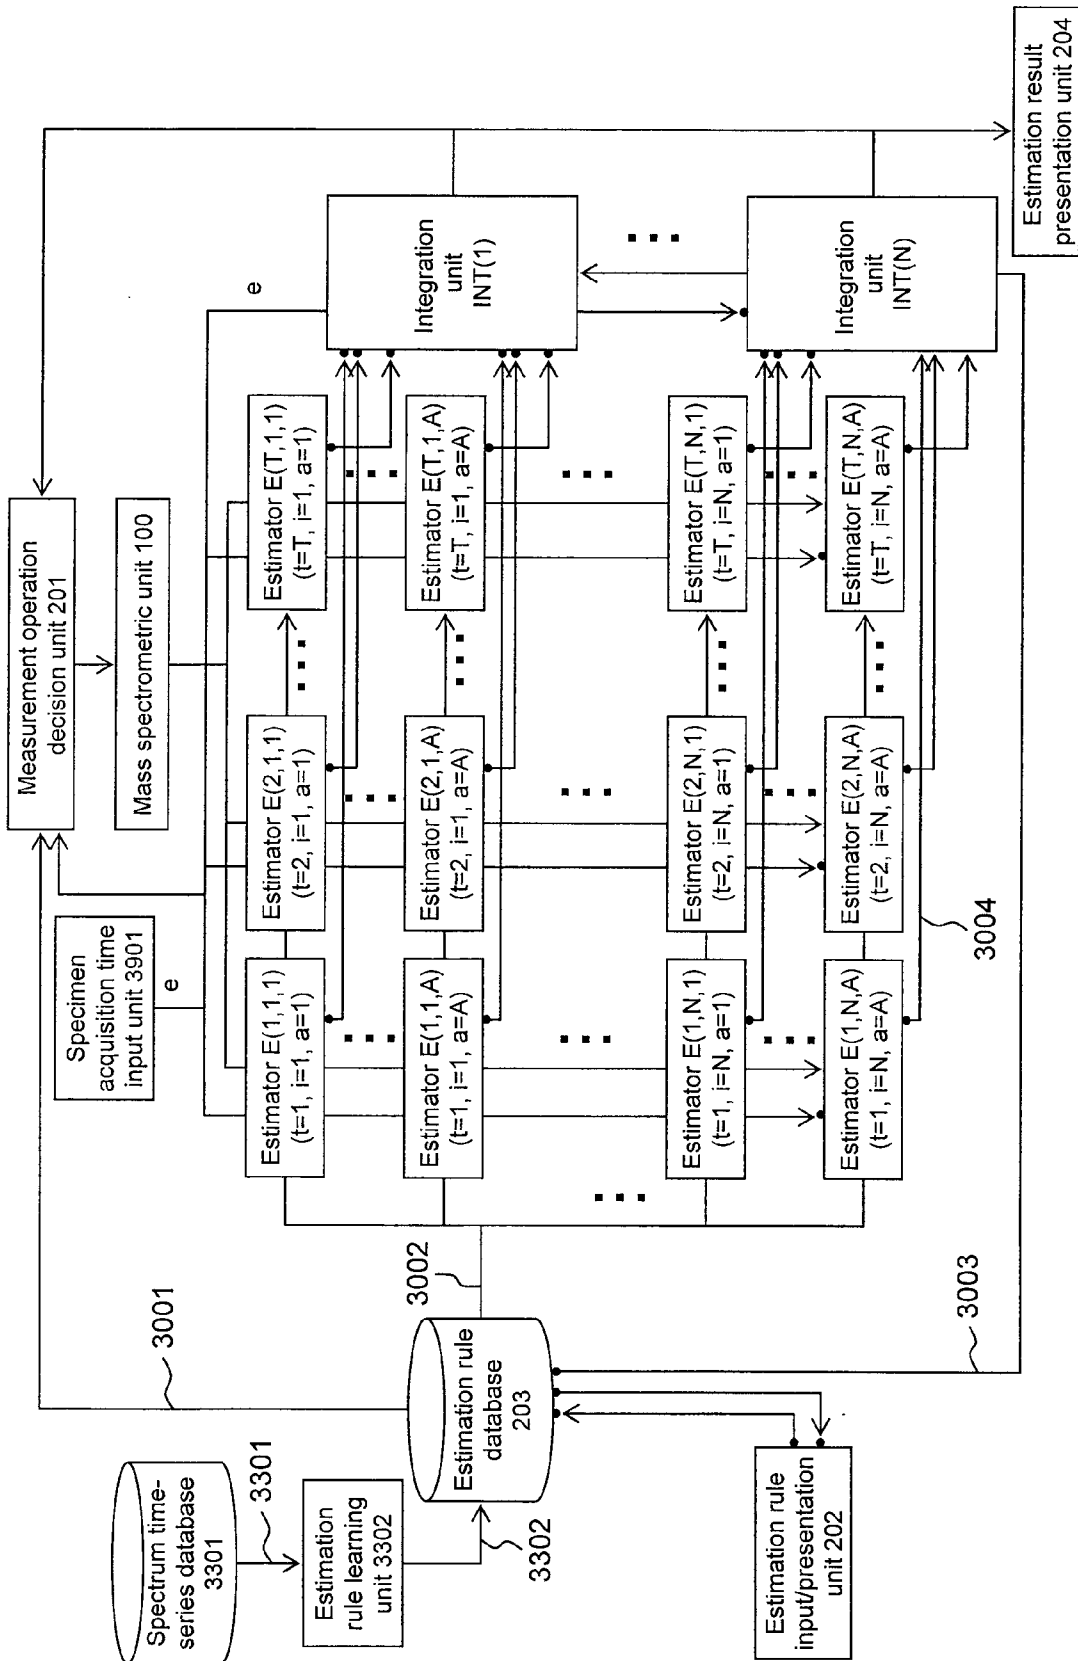 Measurement operation
decision unit 201
Mass spectrometric unit 100
Specimen
acquisition time
input unit 3901
e
e
Spectrum time-
series database
3301
3301
Estimation
rule learning
unit 3302
3302
3001
Estimation rule
database
203
3002
Estimation rule
input/presentation
unit 202
3003
Estimator E(1,1,1)
(t=1, i=1, a=1)
Estimator E(2,1,1)
(t=2, i=1, a=1)
Estimator E(T,1,1)
(t=T, i=1, a=1)
Estimator E(1,1,A)
(t=1, i=1, a=A)
Estimator E(2,1,A)
(t=2, i=1, a=A)
Estimator E(T,1,A)
(t=T, i=1, a=A)
Estimator E(1,N,1)
(t=1, i=N, a=1)
Estimator E(2,N,1)
(t=2, i=N, a=1)
Estimator E(T,N,1)
(t=T, i=N, a=1)
Estimator E(1,N,A)
(t=1, i=N, a=A)
Estimator E(2,N,A)
(t=2, i=N, a=A)
Estimator E(T,N,A)
(t=T, i=N, a=A)
3004
Integration
unit
INT(1)
Integration
unit
INT(N)
Estimation result
presentation unit 204